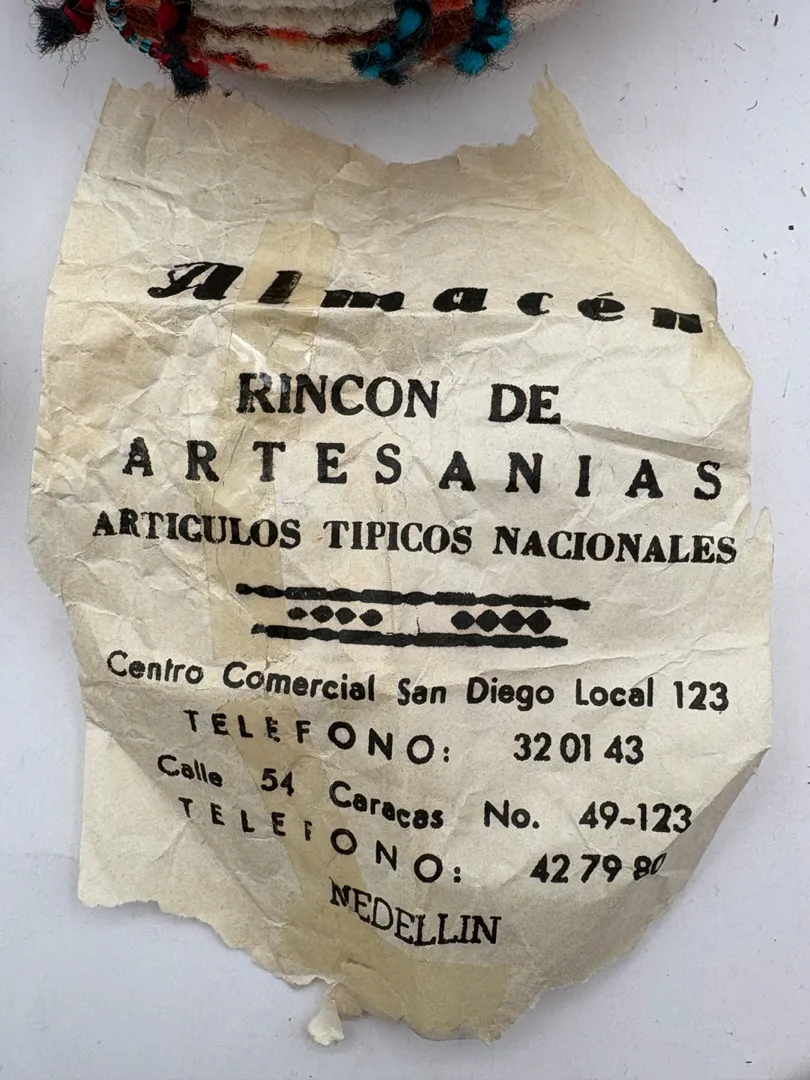 Almacén
RINCON DE
ARTESANIAS
ARTICULOS TIPICOS NACIONALES
Centro Comercial San Diego Local 123
TELEFONO: 32 01 43
Calle 54 Caracas No. 49-123
TELEFONO: 42 79 80
MEDELLIN